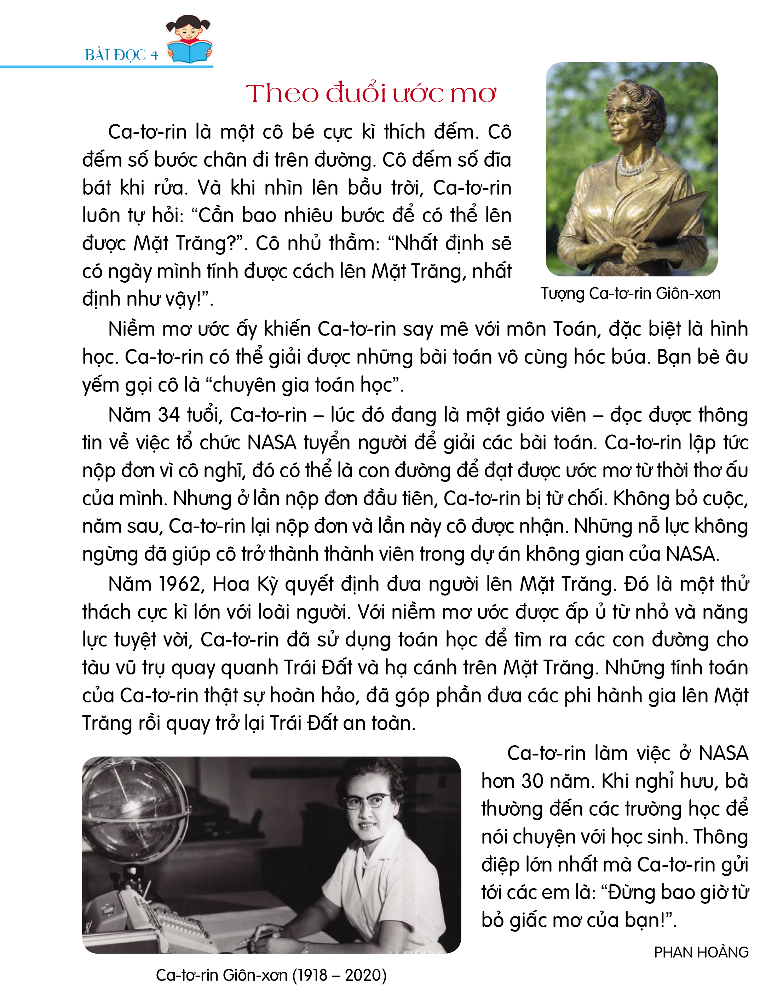 BÀI ĐỌC 4
Theo đuổi ước mơ
Ca-tơ-rin là một cô bé cực kì thích đếm. Cô
đếm số bước chân đi trên đường. Cô đếm số đĩa
bát khi rửa. Và khi nhìn lên bầu trời, Ca-tơ-rin
luôn tự hỏi: “Cần bao nhiêu bước để có thể lên
được Mặt Trăng?”. Cô nhủ thầm: “Nhất định sẽ
có ngày mình tính được cách lên Mặt Trăng, nhất
định như vậy!”.
Tượng Ca-tơ-rin Giôn-xơn
Niềm mơ ước ấy khiến Ca-tơ-rin say mê với môn Toán, đặc biệt là hình
học. Ca-tơ-rin có thể giải được những bài toán vô cùng hóc búa. Bạn bè âu
yếm gọi cô là “chuyên gia toán học”.
Năm 34 tuổi, Ca-tơ-rin – lúc đó đang là một giáo viên – đọc được thông
tin về việc tổ chức NASA tuyển người để giải các bài toán. Ca-tơ-rin lập tức
nộp đơn vì cô nghĩ, đó có thể là con đường để đạt được ước mơ từ thời thơ ấu
của mình. Nhưng ở lần nộp đơn đầu tiên, Ca-tơ-rin bị từ chối. Không bỏ cuộc,
năm sau, Ca-tơ-rin lại nộp đơn và lần này cô được nhận. Những nỗ lực không
ngừng đã giúp cô trở thành thành viên trong dự án không gian của NASA.
Năm 1962, Hoa Kỳ quyết định đưa người lên Mặt Trăng. Đó là một thử
thách cực kì lớn với loài người. Với niềm mơ ước được ấp ủ từ nhỏ và năng
lực tuyệt vời, Ca-tơ-rin đã sử dụng toán học để tìm ra các con đường cho
tàu vũ trụ quay quanh Trái Đất và hạ cánh trên Mặt Trăng. Những tính toán
của Ca-tơ-rin thật sự hoàn hảo, đã góp phần đưa các phi hành gia lên Mặt
Trăng rồi quay trở lại Trái Đất an toàn.
Ca-tơ-rin làm việc ở NASA
hơn 30 năm. Khi nghỉ hưu, bà
thường đến các trường học để
nói chuyện với học sinh. Thông
điệp lớn nhất mà Ca-tơ-rin gửi
tới các em là: “Đừng bao giờ từ
bỏ giấc mơ của bạn!”.
PHAN HOÀNG
Ca-tơ-rin Giôn-xơn (1918 – 2020)